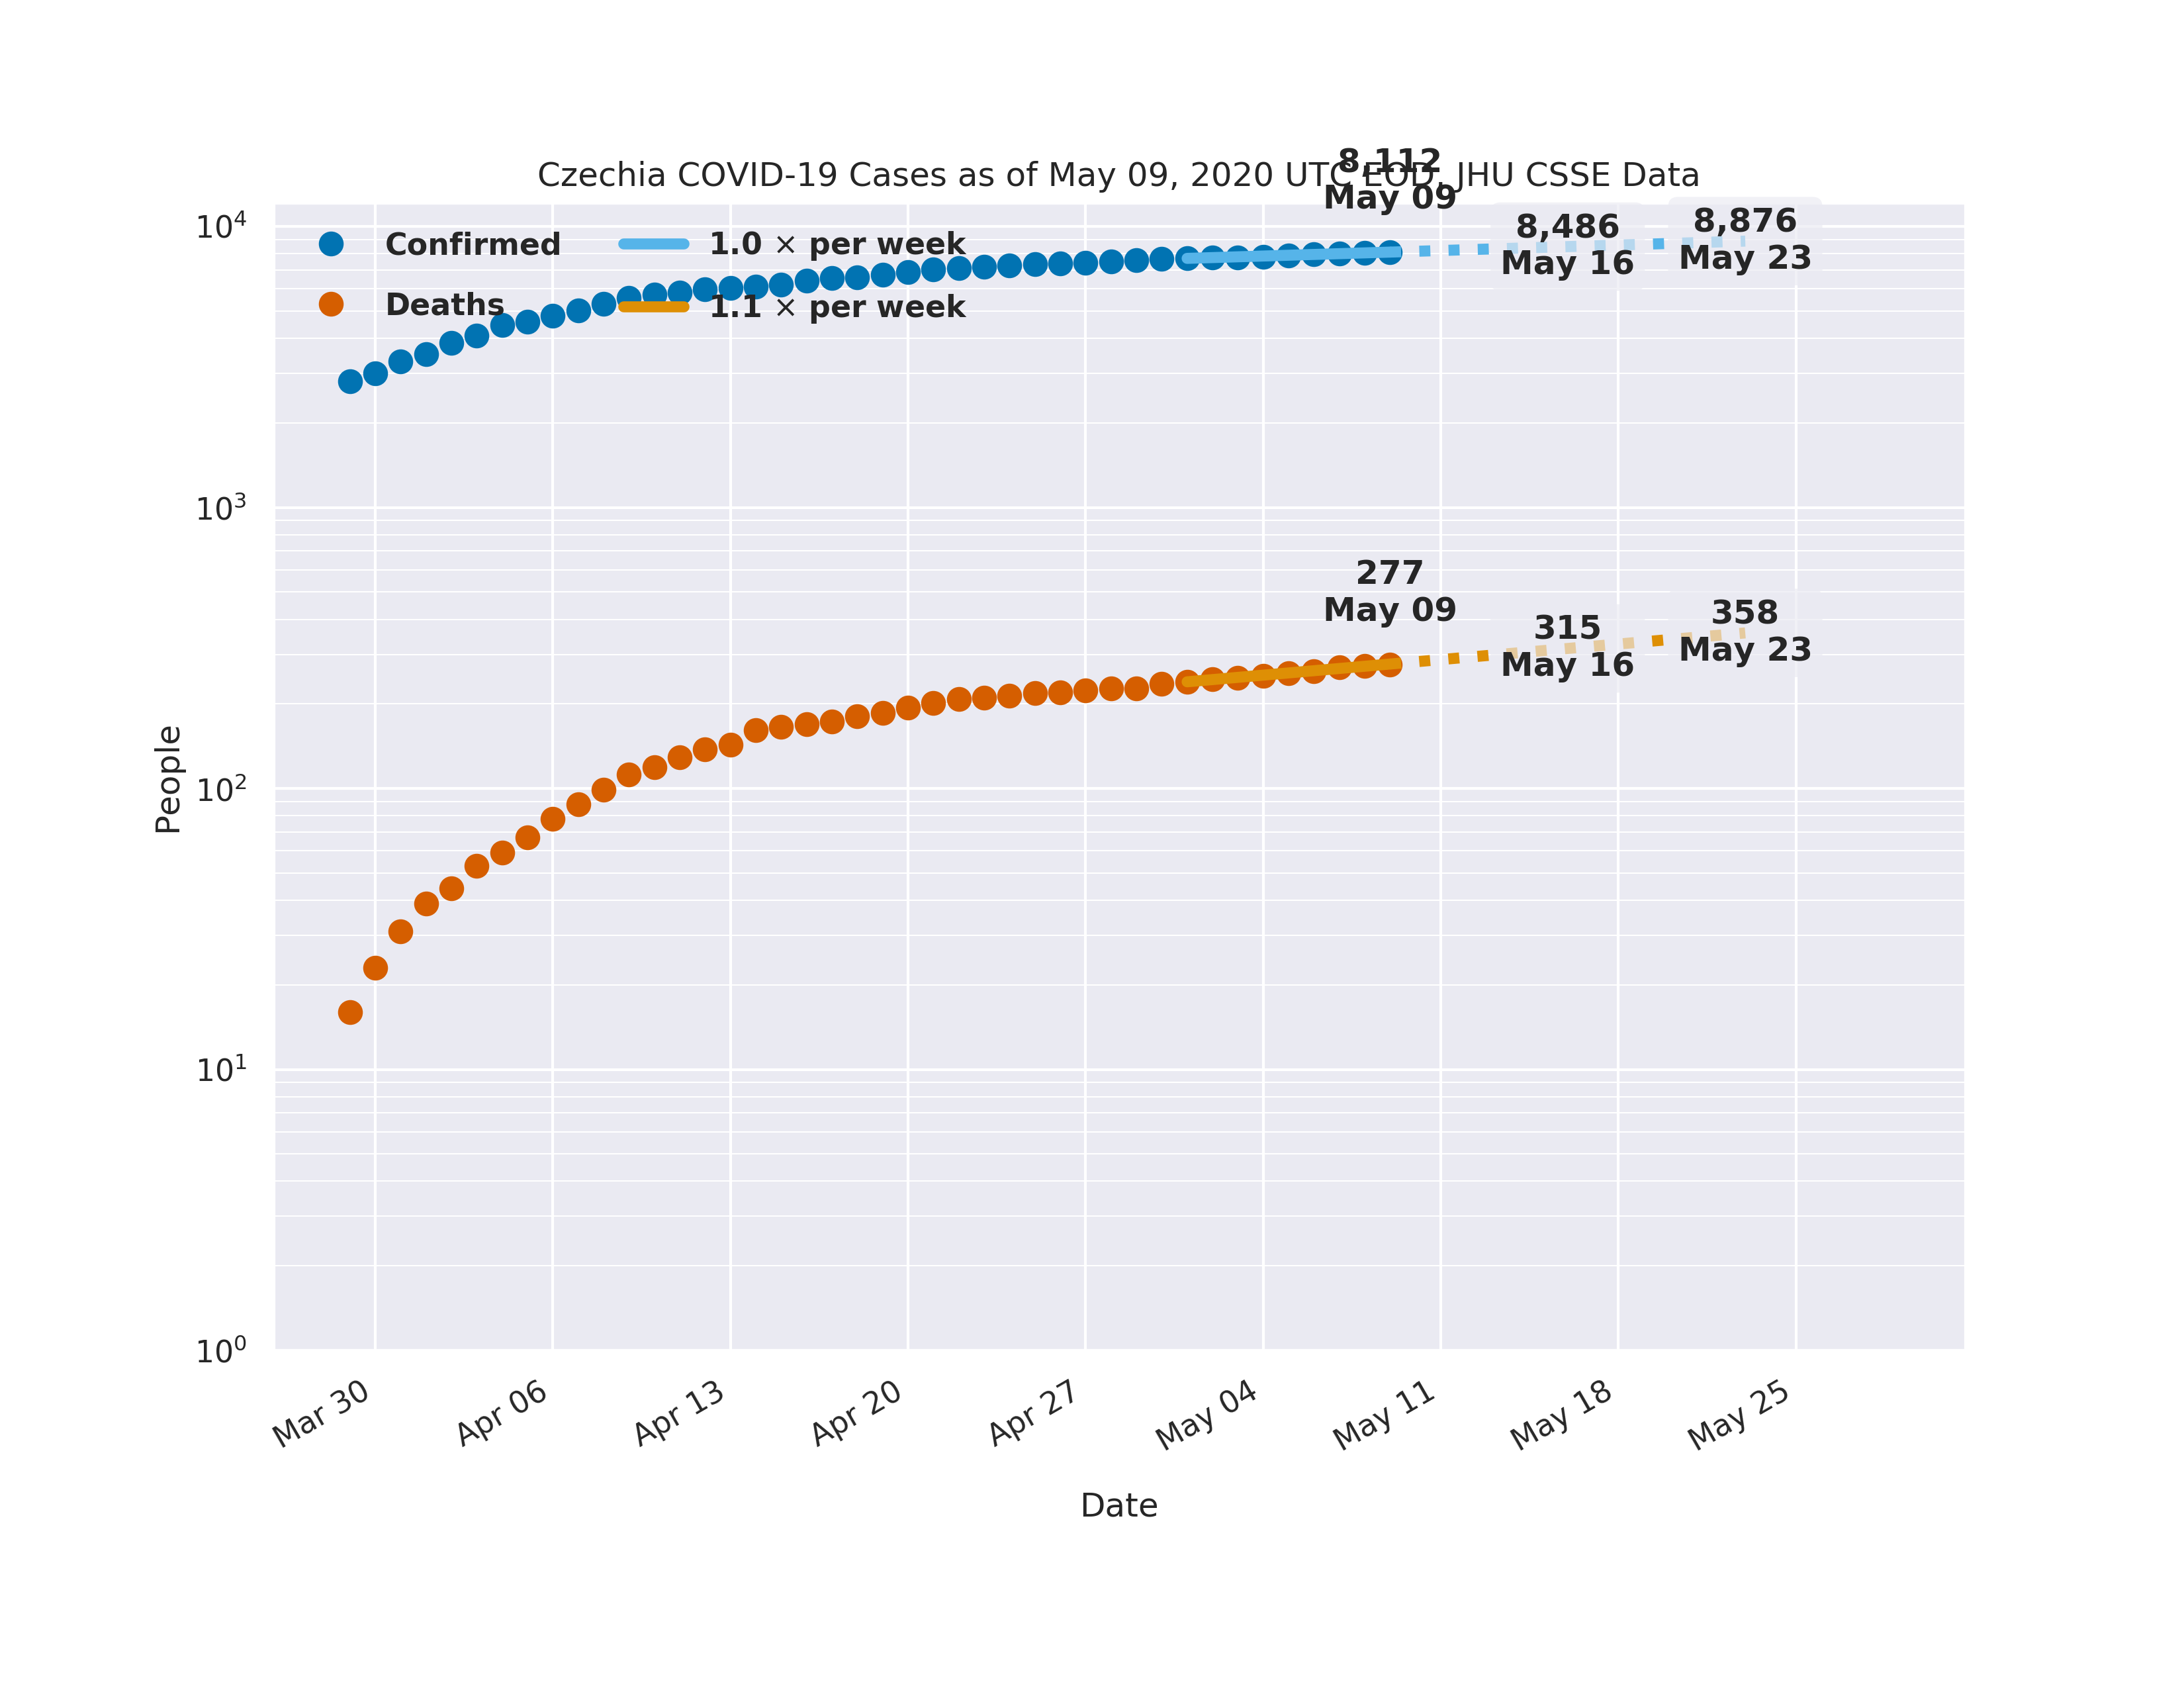 Czechia COVID-19 Cases as of May 09, 2020 UTC EOD, JHU CSSE Data
8,112
May 09
8,486
May 16
8,876
May 23
Confirmed
Deaths
1.0 × per week
1.1 × per week
277
May 09
315
May 16
358
May 23
People
10⁴
10³
10²
10¹
10⁰
Mar 30
Apr 06
Apr 13
Apr 20
Apr 27
May 04
May 11
May 18
May 25
Date